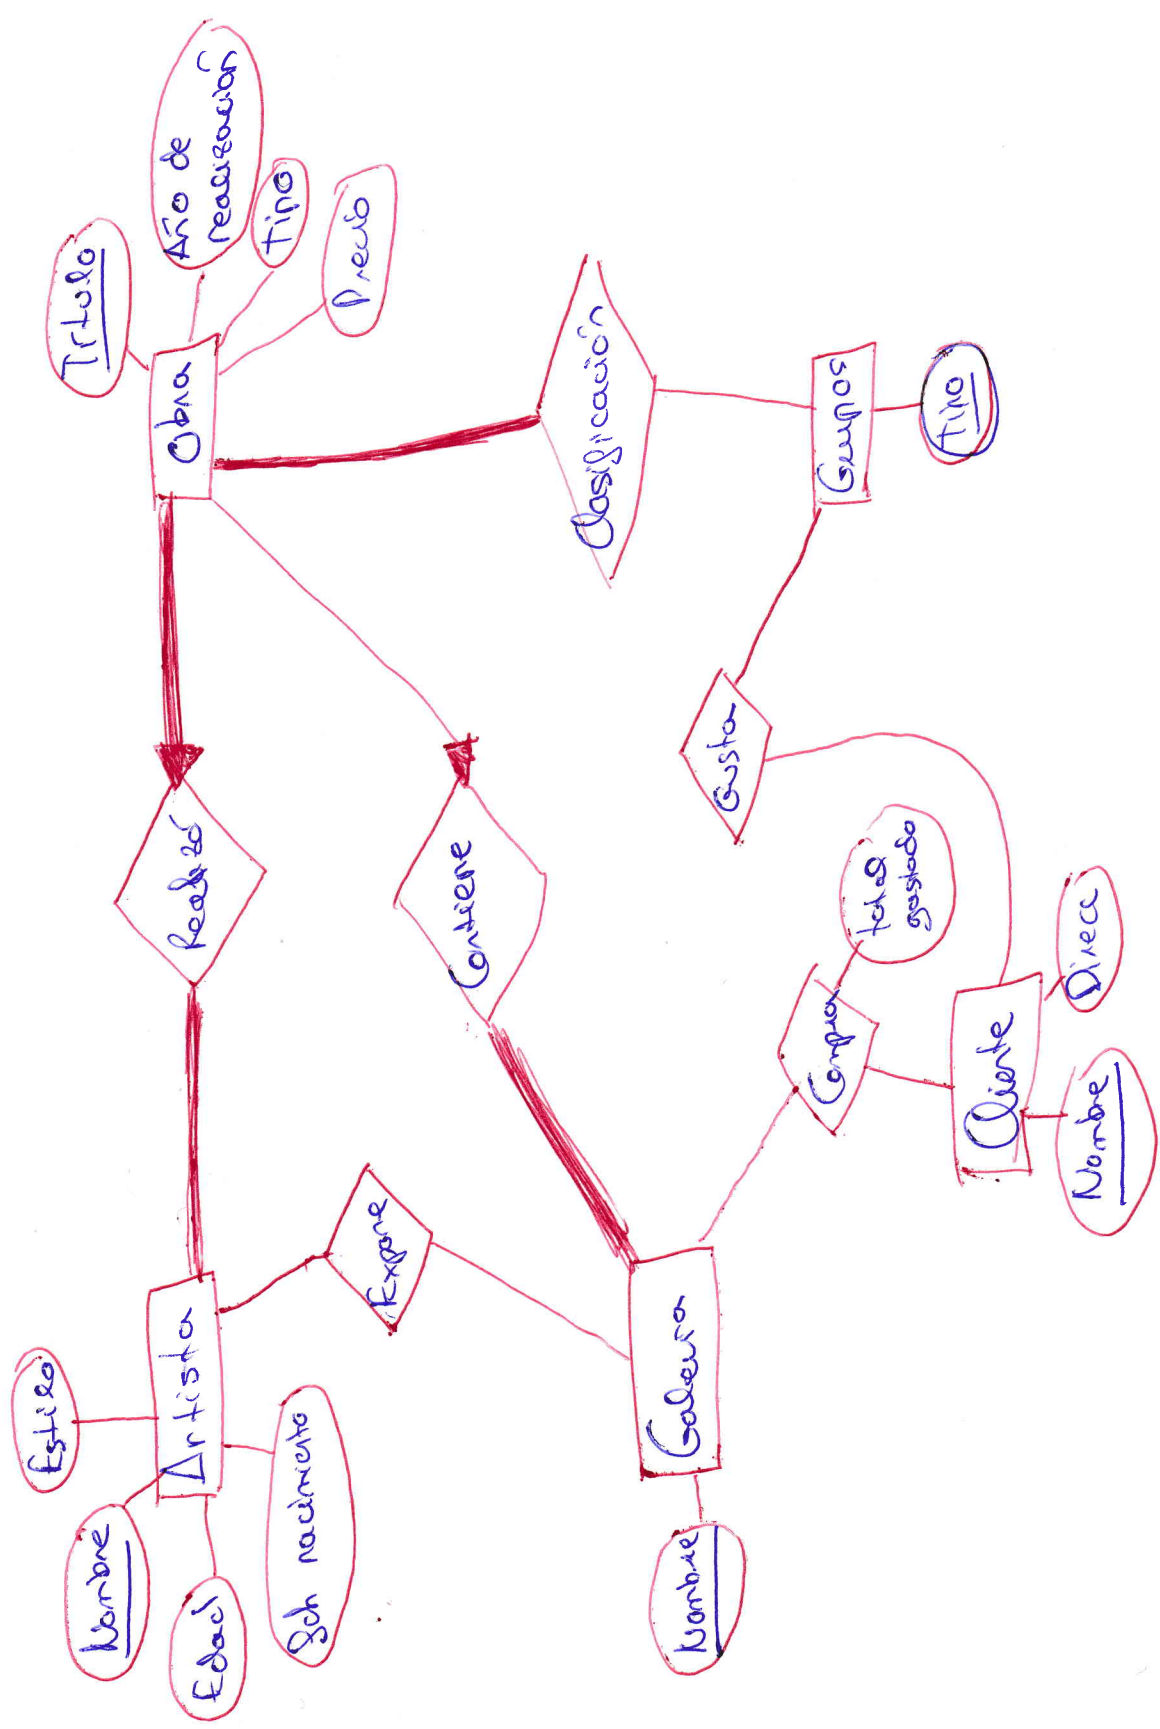 Estilo
Nombre
Edad
fch nacimiento
Artista
Realizó
Obra
Título
Año de
realización
Tipo
Precio
Expone
Contiene
Clasificación
Galeria
Nombre
Compra
total
gastado
Gusta
Grupos
Tipo
Cliente
Nombre
Direcc